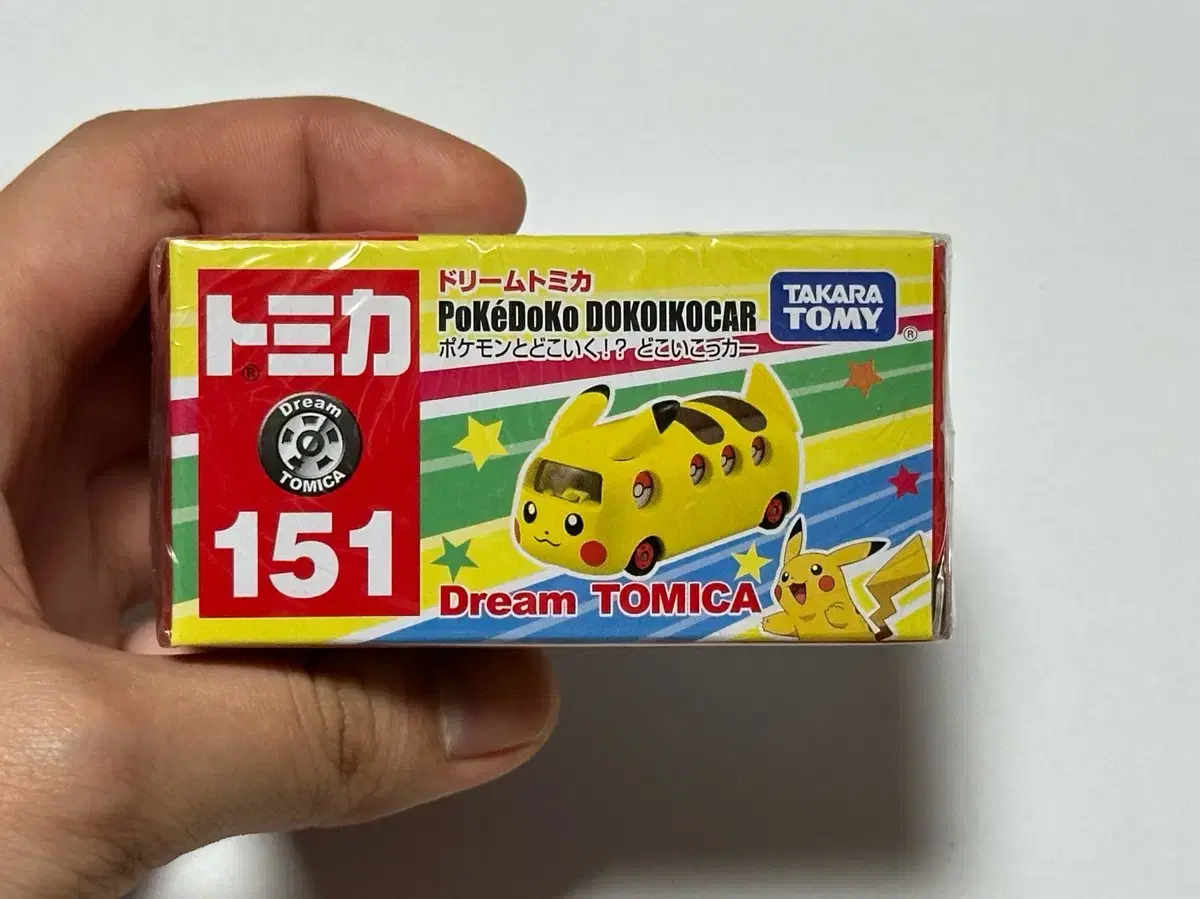 トミカ
®
Dream
TOMICA
151
ドリームトミカ
PoKéDoKo DOKOIKOCAR
ポケモンとどこいく!? どこいこっカー
TAKARA
TOMY
®
Dream TOMICA